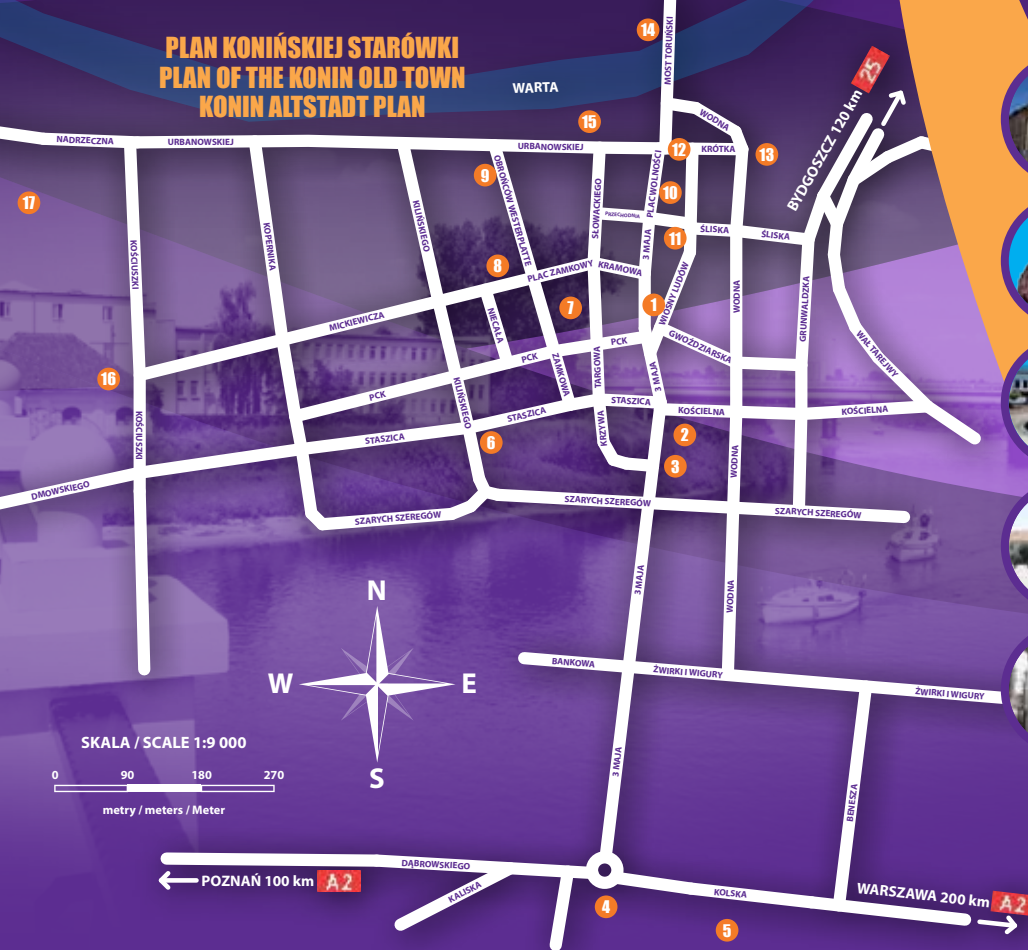 PLAN KONIŃSKIEJ STARÓWKI
PLAN OF THE KONIN OLD TOWN
KONIN ALTSTADT PLAN
WARTA
14
MOST TORUŃSKI
BYDGOSZCZ 120 km 25
15
WODNA
NADRZECZNA
URBANOWSKIEJ
URBANOWSKIEJ
12
KRÓTKA
13
9
OBROŃCÓW WESTERPLATTE
10
PLAC WOLNOŚCI
17
KOŚCIUSZKI
KOPERNIKA
KILIŃSKIEGO
SŁOWACKIEGO
PRZECHODNIA
3 MAJA
11
ŚLISKA
ŚLISKA
8
PLAC ZAMKOWY
KRAMOWA
WIOSNY LUDÓW
WODNA
GRUNWALDZKA
7
1
MICKIEWICZA
NIECAŁA
PCK
GWOŹDZIARSKA
WAŁ TAREJWY
16
PCK
PCK
ZAMKOWA
TARGOWA
3 MAJA
KOŚCIUSZKI
KILIŃSKIEGO
STASZICA
STASZICA
STASZICA
KOŚCIELNA
KOŚCIELNA
KRZYWA
2
6
3
WODNA
DMOWSKIEGO
SZARYCH SZEREGÓW
SZARYCH SZEREGÓW
SZARYCH SZEREGÓW
3 MAJA
WODNA
N
W
E
S
BANKOWA
ŻWIRKI I WIGURY
ŻWIRKI I WIGURY
SKALA / SCALE 1:9 000
0 90 180 270
metry / meters / Meter
3 MAJA
BENESZA
DĄBROWSKIEGO
POZNAŃ 100 km A2
KALISKA
KOLSKA
WARSZAWA 200 km A2
4
5